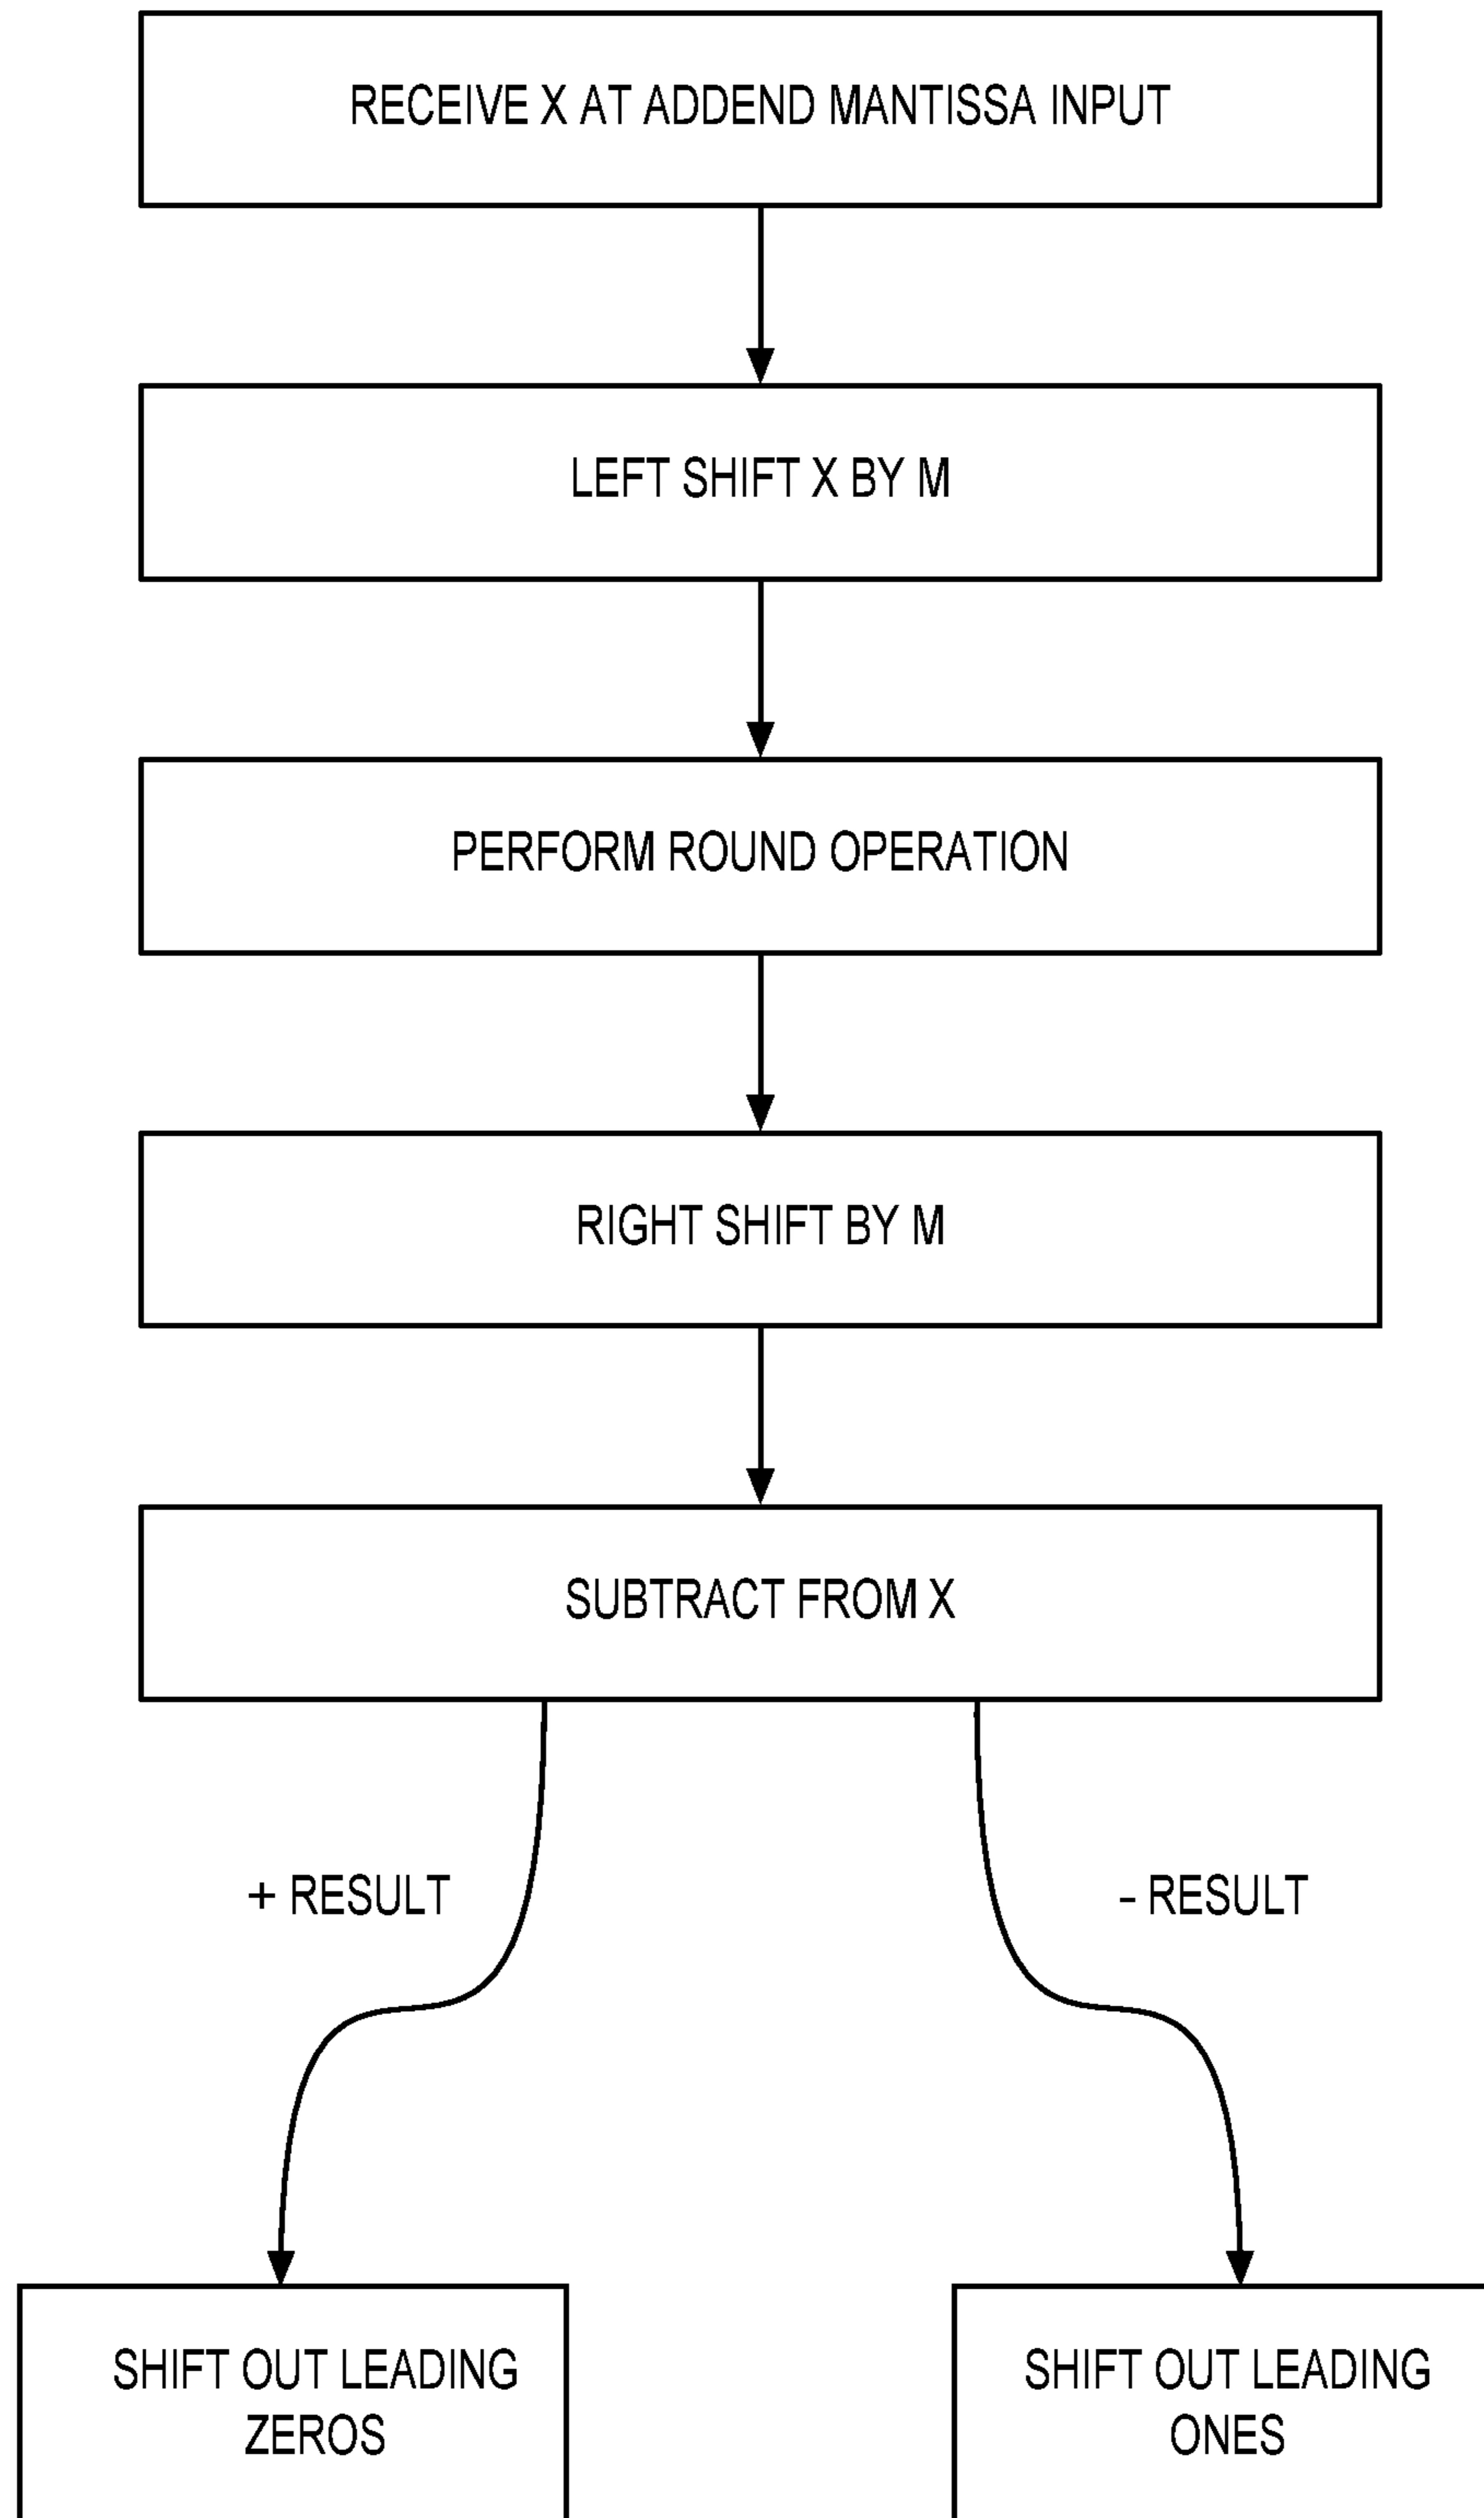 RECEIVE X AT ADDEND MANTISSA INPUT
LEFT SHIFT X BY M
PERFORM ROUND OPERATION
RIGHT SHIFT BY M
SUBTRACT FROM X
+ RESULT
- RESULT
SHIFT OUT LEADING
ZEROS
SHIFT OUT LEADING
ONES